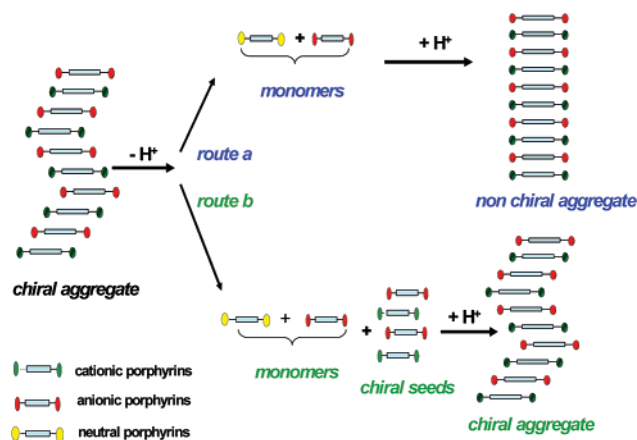 +
+ H⁺
monomers
- H⁺
route a
route b
non chiral aggregate
chiral aggregate
+
+
+ H⁺
monomers
chiral seeds
chiral aggregate
cationic porphyrins
anionic porphyrins
neutral porphyrins